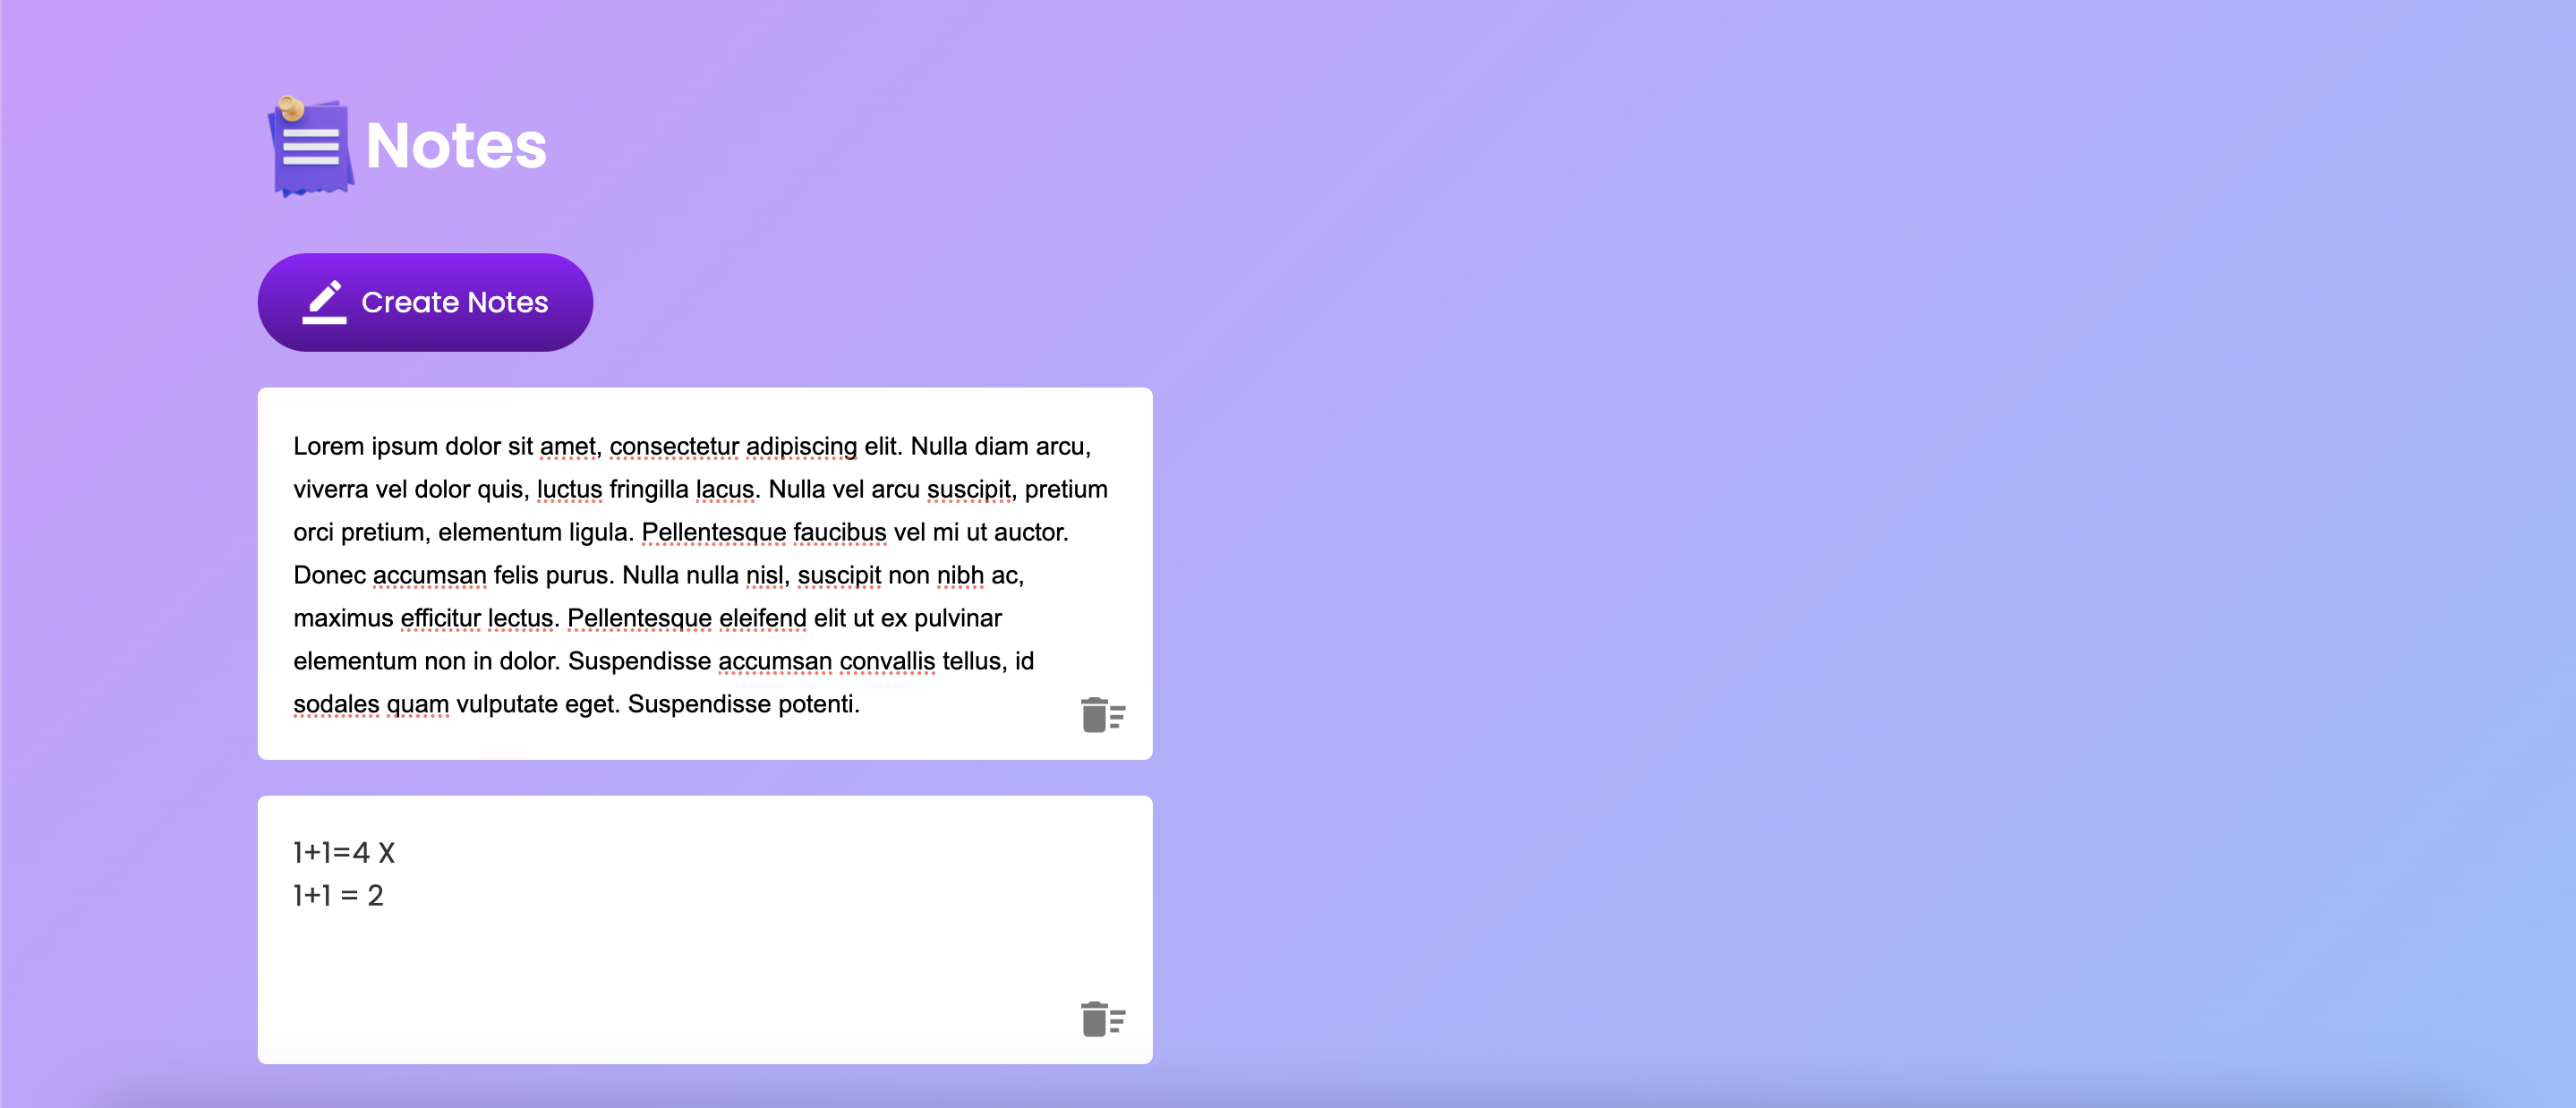 Notes
Create Notes
Lorem ipsum dolor sit amet, consectetur adipiscing elit. Nulla diam arcu,
viverra vel dolor quis, luctus fringilla lacus. Nulla vel arcu suscipit, pretium
orci pretium, elementum ligula. Pellentesque faucibus vel mi ut auctor.
Donec accumsan felis purus. Nulla nulla nisl, suscipit non nibh ac,
maximus efficitur lectus. Pellentesque eleifend elit ut ex pulvinar
elementum non in dolor. Suspendisse accumsan convallis tellus, id
sodales quam vulputate eget. Suspendisse potenti.
1+1=4 X
1+1 = 2